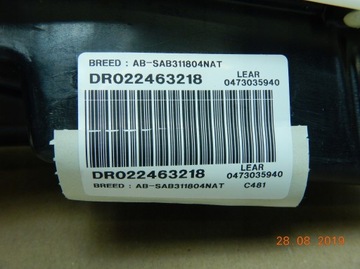 BREED : AB-SAB311804NAT
DR022463218 LEAR
0473035940
DR022463218 LEAR
0473035940
BREED : AB-SAB311804NAT C481
28 08 2019